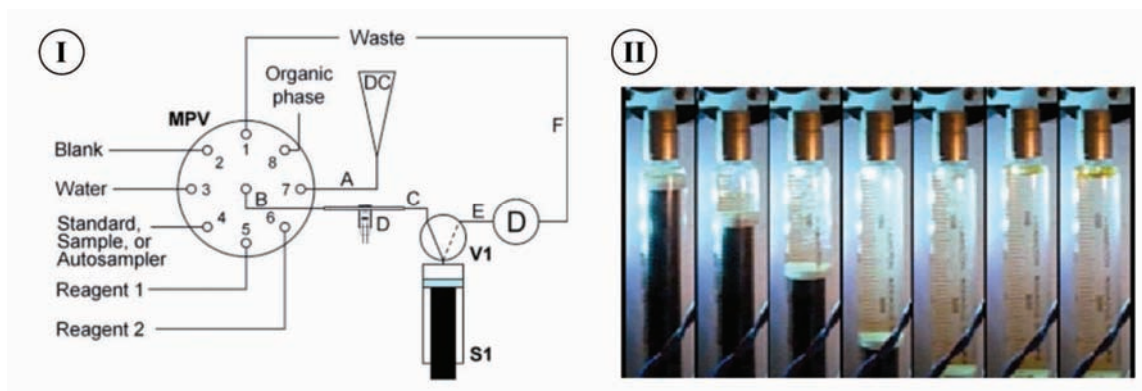 I
Waste
Organic
phase
DC
MPV
Blank
1
2
8
F
Water
3
B
7
A
C
E
D
4
5
6
D
V1
Standard,
Sample, or
Autosampler
Reagent 1
Reagent 2
S1
II